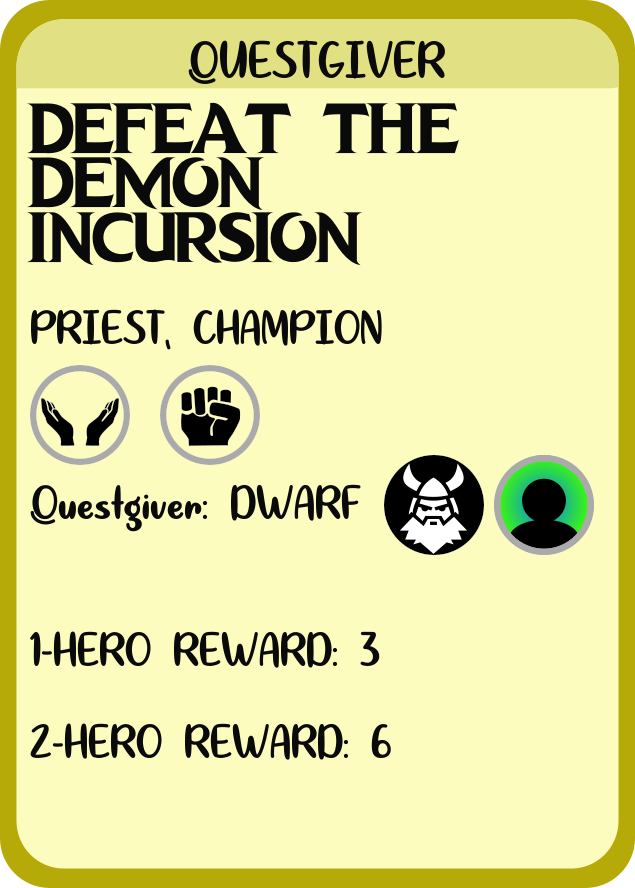 QUESTGIVER
DEFEAT THE
DEMON
INCURSION
PRIEST, CHAMPION
Questgiver: DWARF
1-HERO REWARD: 3
2-HERO REWARD: 6